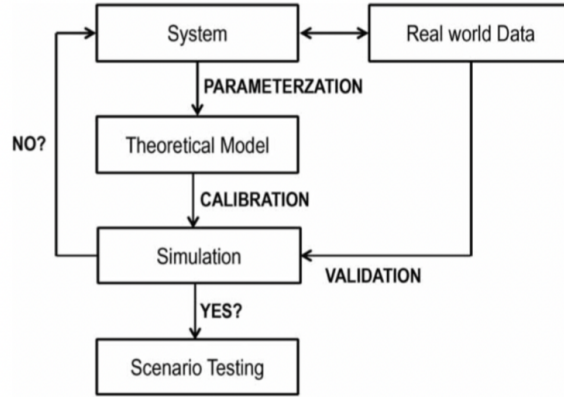 System
Real world Data
PARAMETERZATION
NO?
Theoretical Model
CALIBRATION
Simulation
VALIDATION
YES?
Scenario Testing